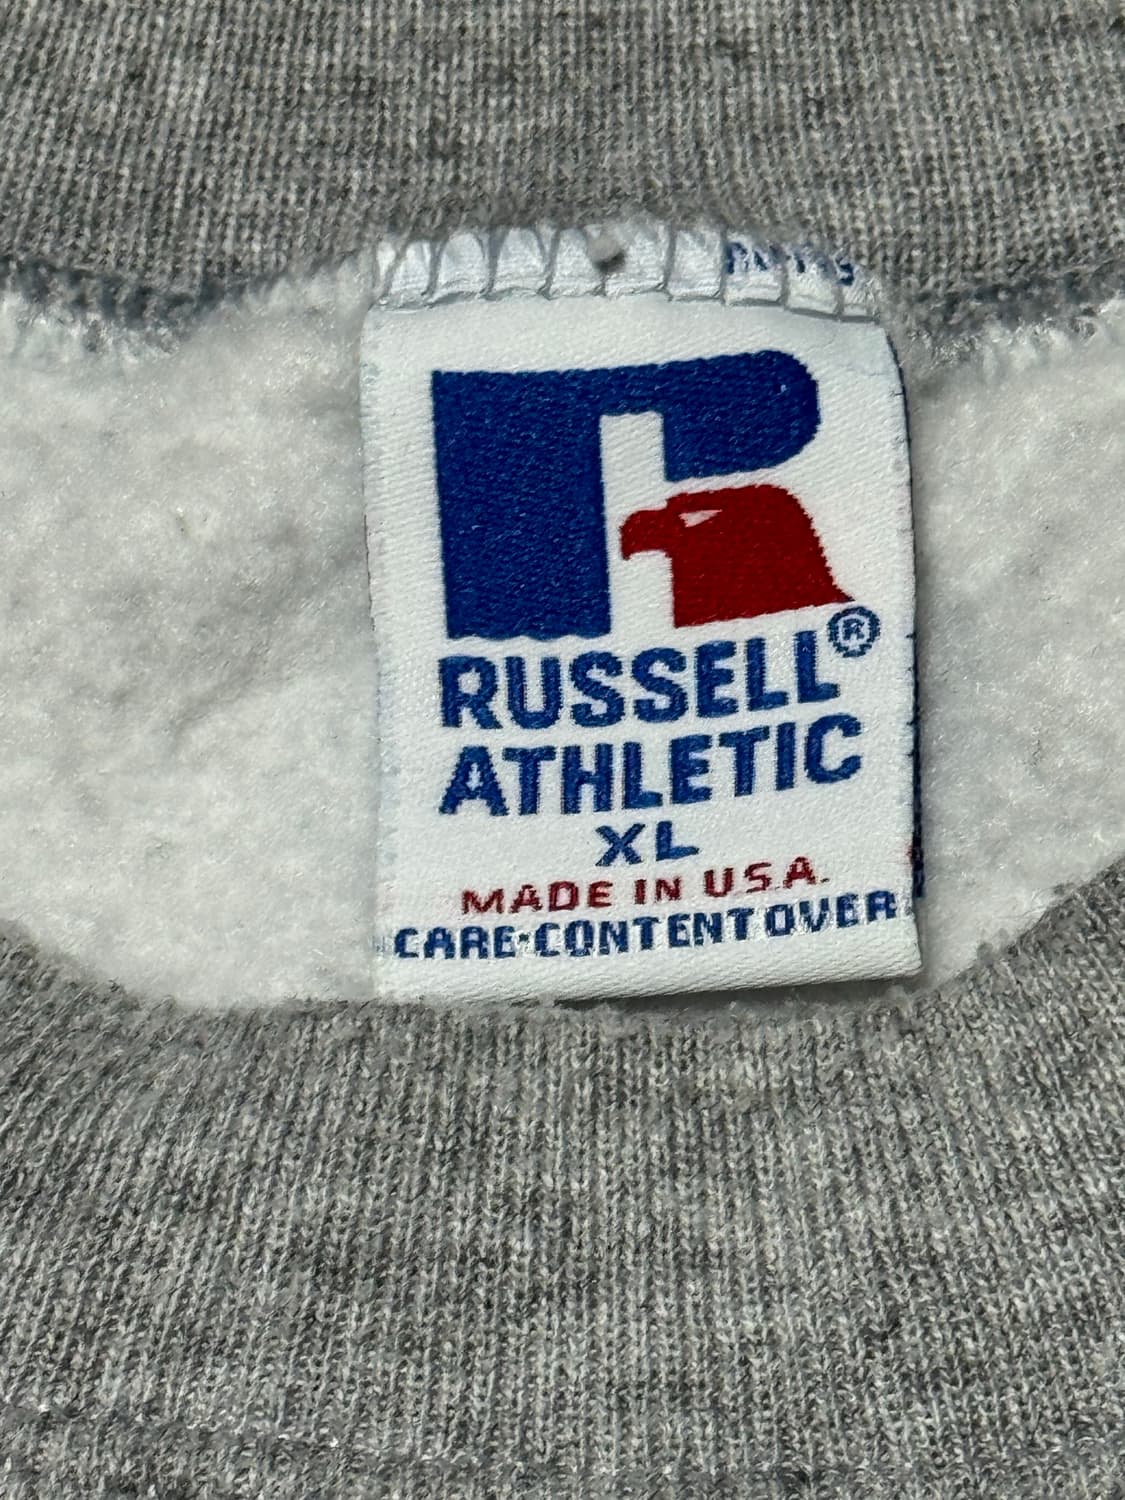 RUSSELL®
ATHLETIC
XL
MADE IN U.S.A.
CARE-CONTENT OVER